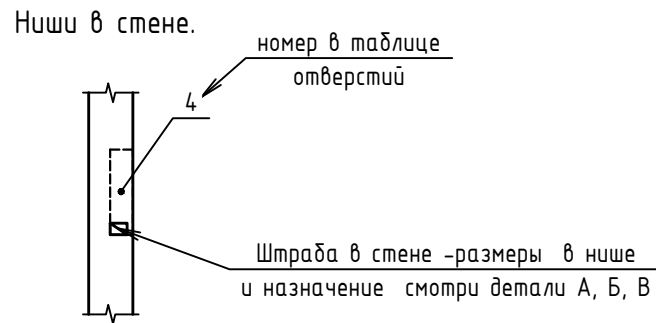 Ниши в стене.
номер в таблице
отверстий
4
Штраба в стене -размеры в нише
и назначение смотри детали А, Б, В